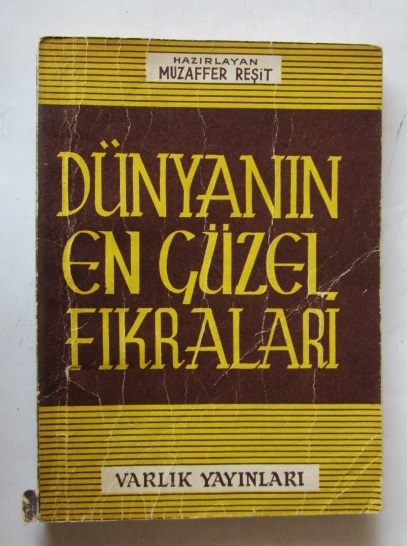 HAZIRLAYAN
MUZAFFER REŞİT
DÜNYANIN
EN GÜZEL
FIKRALARI
VARLIK YAYINLARI